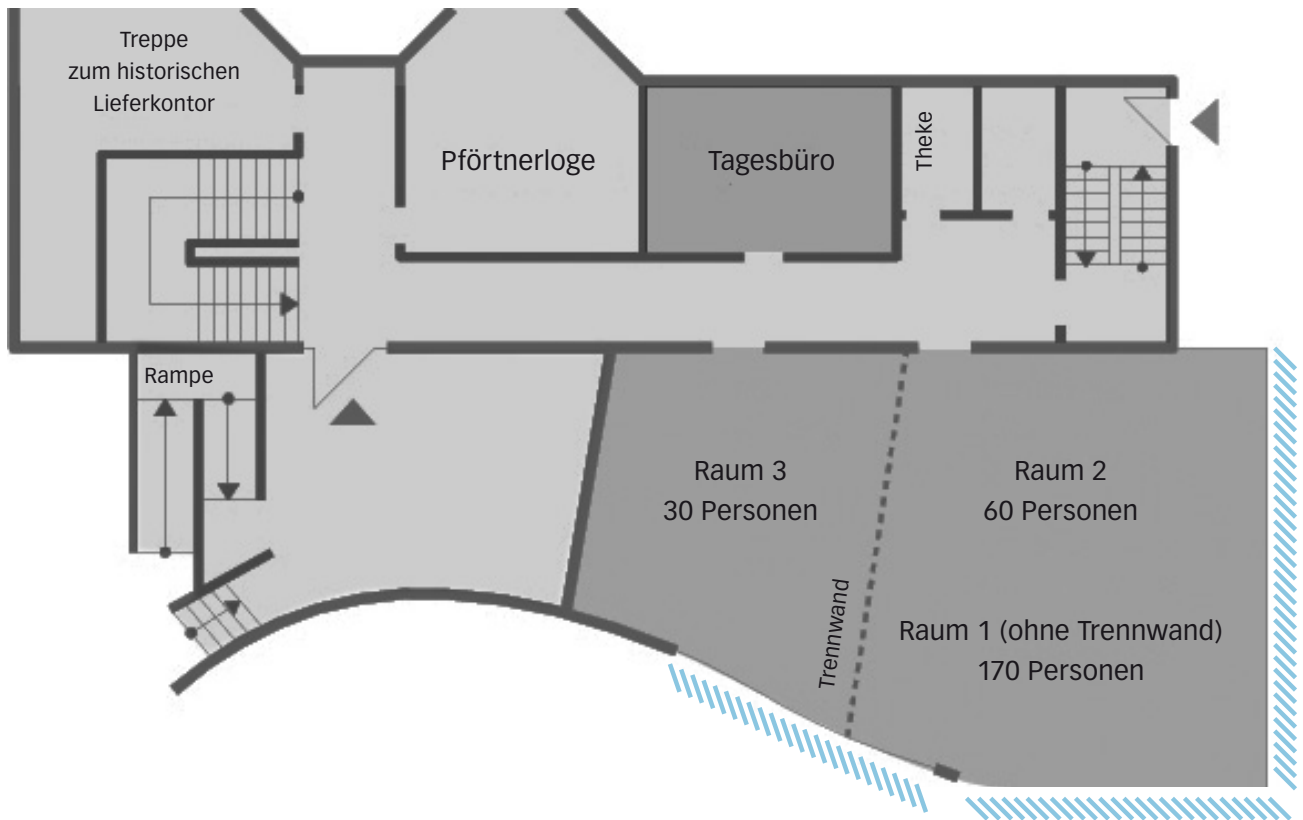 Treppe
zum historischen
Lieferkontor
Pförtnerloge
Tagesbüro
Theke
Rampe
Raum 3
30 Personen
Raum 2
60 Personen
Trennwand
Raum 1 (ohne Trennwand)
170 Personen